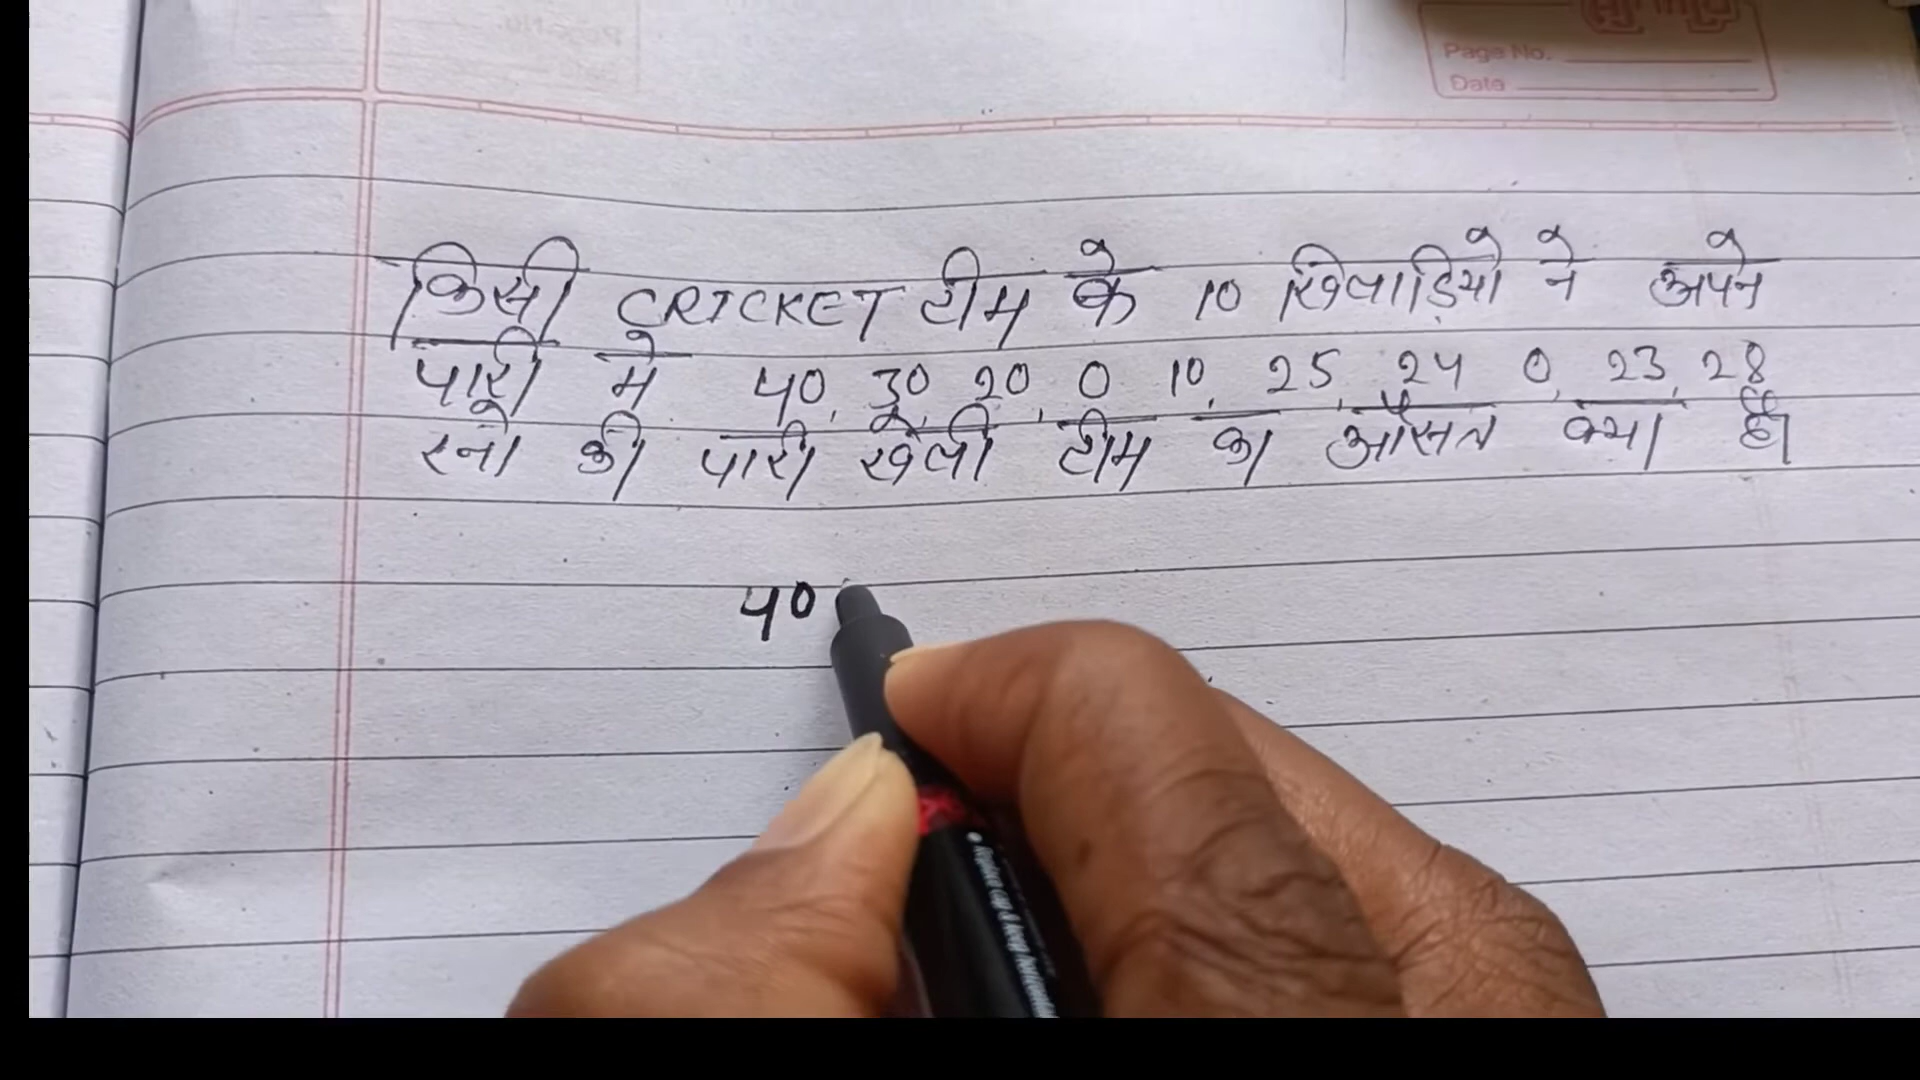 Page No.
Date
किसी CRICKET टीम के 10 खिलाड़ियो ने अपने
पारी मे 40, 30, 20, 0 10, 25, 24 0, 23, 28
रनो की पारी खेली टीम का औसत क्या है
40